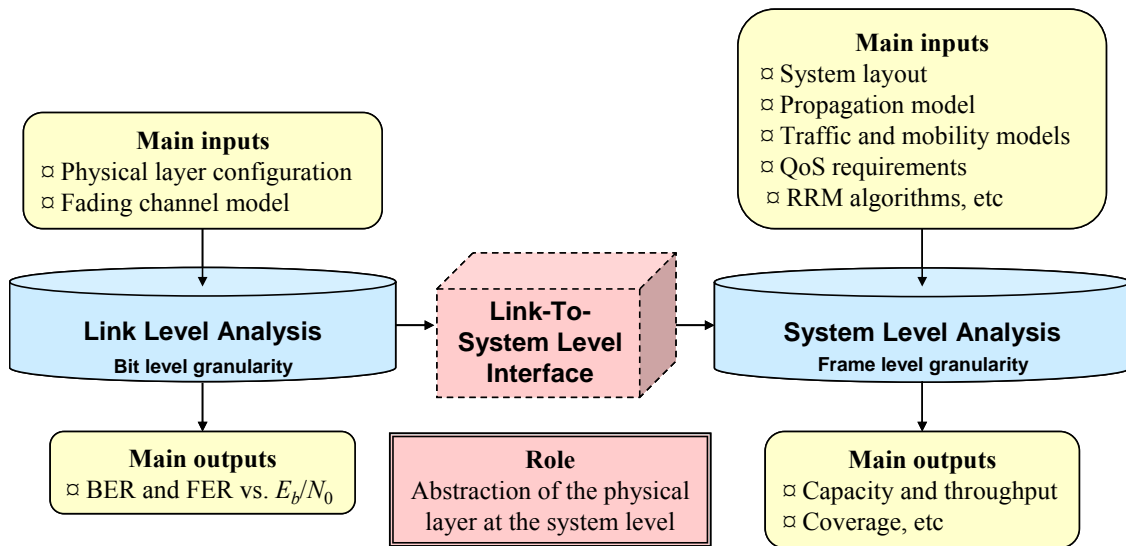 Main inputs
¤ Physical layer configuration
¤ Fading channel model
Link Level Analysis
Bit level granularity
Main outputs
¤ BER and FER vs. E_b/N_0
Link-To-
System Level
Interface
Role
Abstraction of the physical
layer at the system level
Main inputs
¤ System layout
¤ Propagation model
¤ Traffic and mobility models
¤ QoS requirements
¤ RRM algorithms, etc
System Level Analysis
Frame level granularity
Main outputs
¤ Capacity and throughput
¤ Coverage, etc